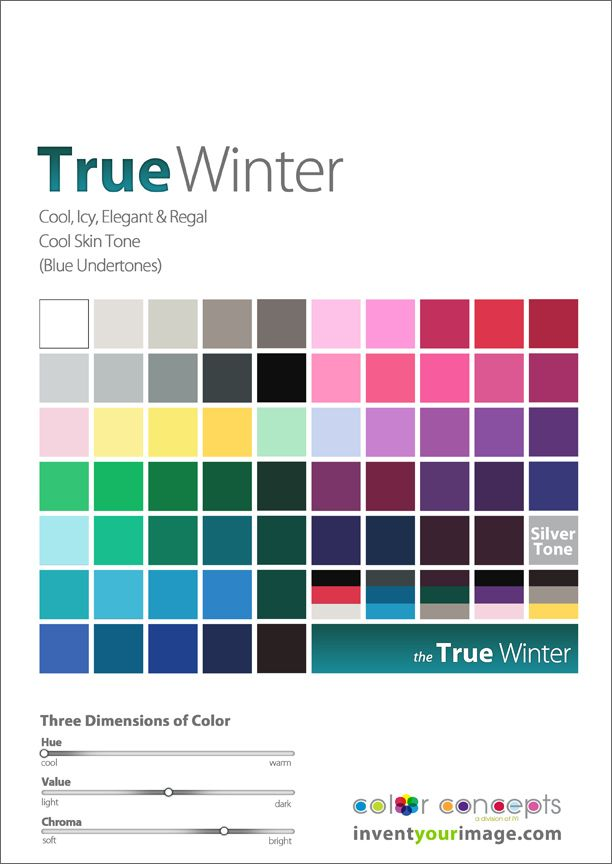 True Winter
Cool, Icy, Elegant & Regal
Cool Skin Tone
(Blue Undertones)
Silver
Tone
the True Winter
Three Dimensions of Color
Hue
cool warm
Value
light dark
Chroma
soft bright
color concepts
a division of IYI
inventyourimage.com